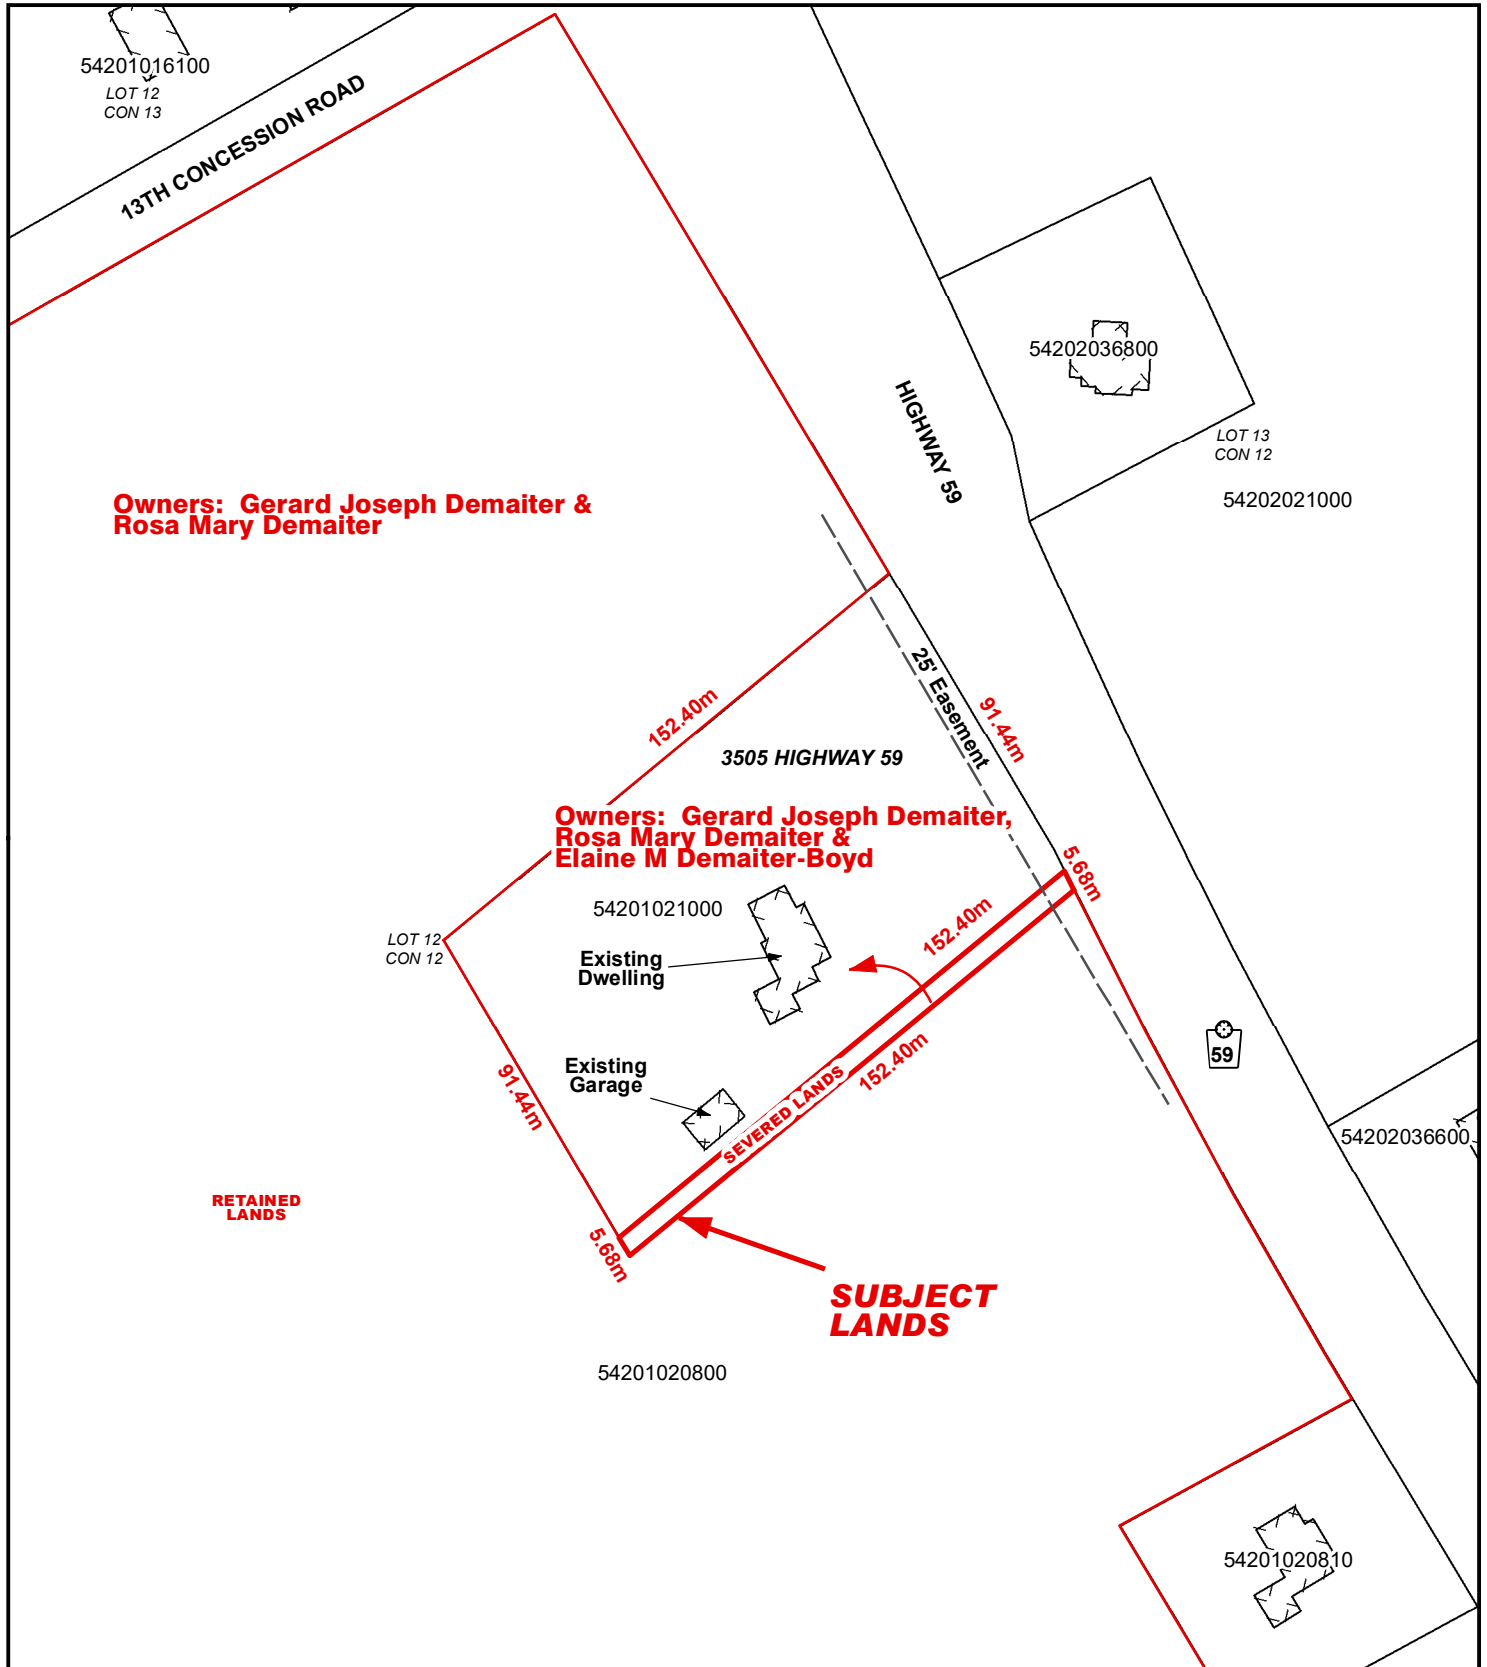 54201016100
LOT 12
CON 13
13TH CONCESSION ROAD
54202036800
HIGHWAY 59
LOT 13
CON 12
54202021000
Owners: Gerard Joseph Demaiter &
Rosa Mary Demaiter
25' Easement
152.40m
91.44m
3505 HIGHWAY 59
Owners: Gerard Joseph Demaiter,
Rosa Mary Demaiter &
Elaine M Demaiter-Boyd
5.68m
54201021000
152.40m
LOT 12
CON 12
Existing
Dwelling
59
152.40m
Existing
Garage
91.44m
SEVERED LANDS
54202036600
RETAINED
LANDS
5.68m
SUBJECT
LANDS
54201020800
54201020810